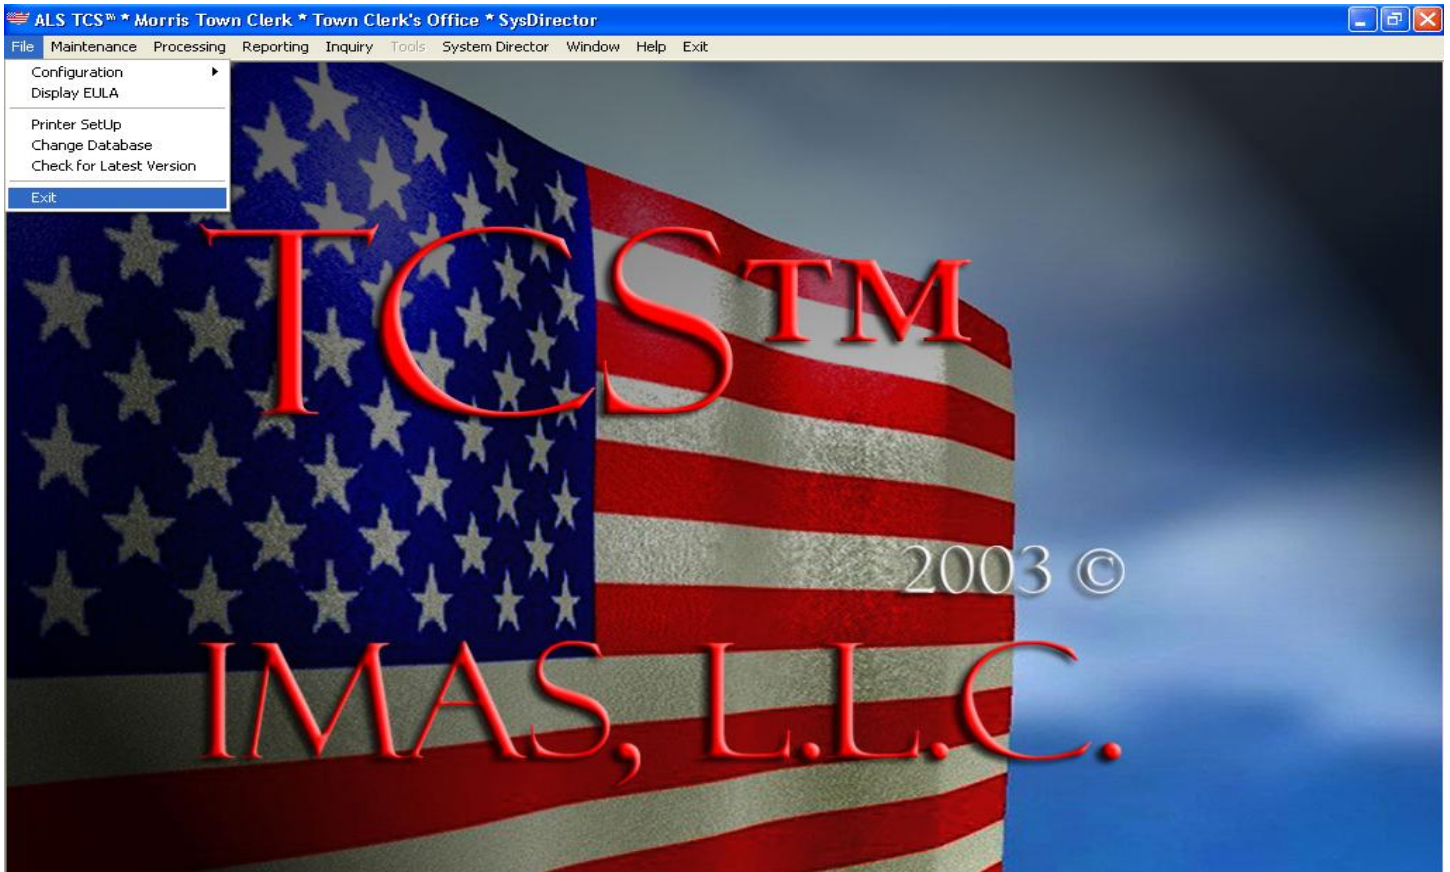 ALS TCS™ * Morris Town Clerk * Town Clerk's Office * SysDirector
File Maintenance Processing Reporting Inquiry Tools System Director Window Help Exit
Configuration
Display EULA
Printer SetUp
Change Database
Check for Latest Version
Exit
TCS™
2003 ©
IMAS, L.L.C.